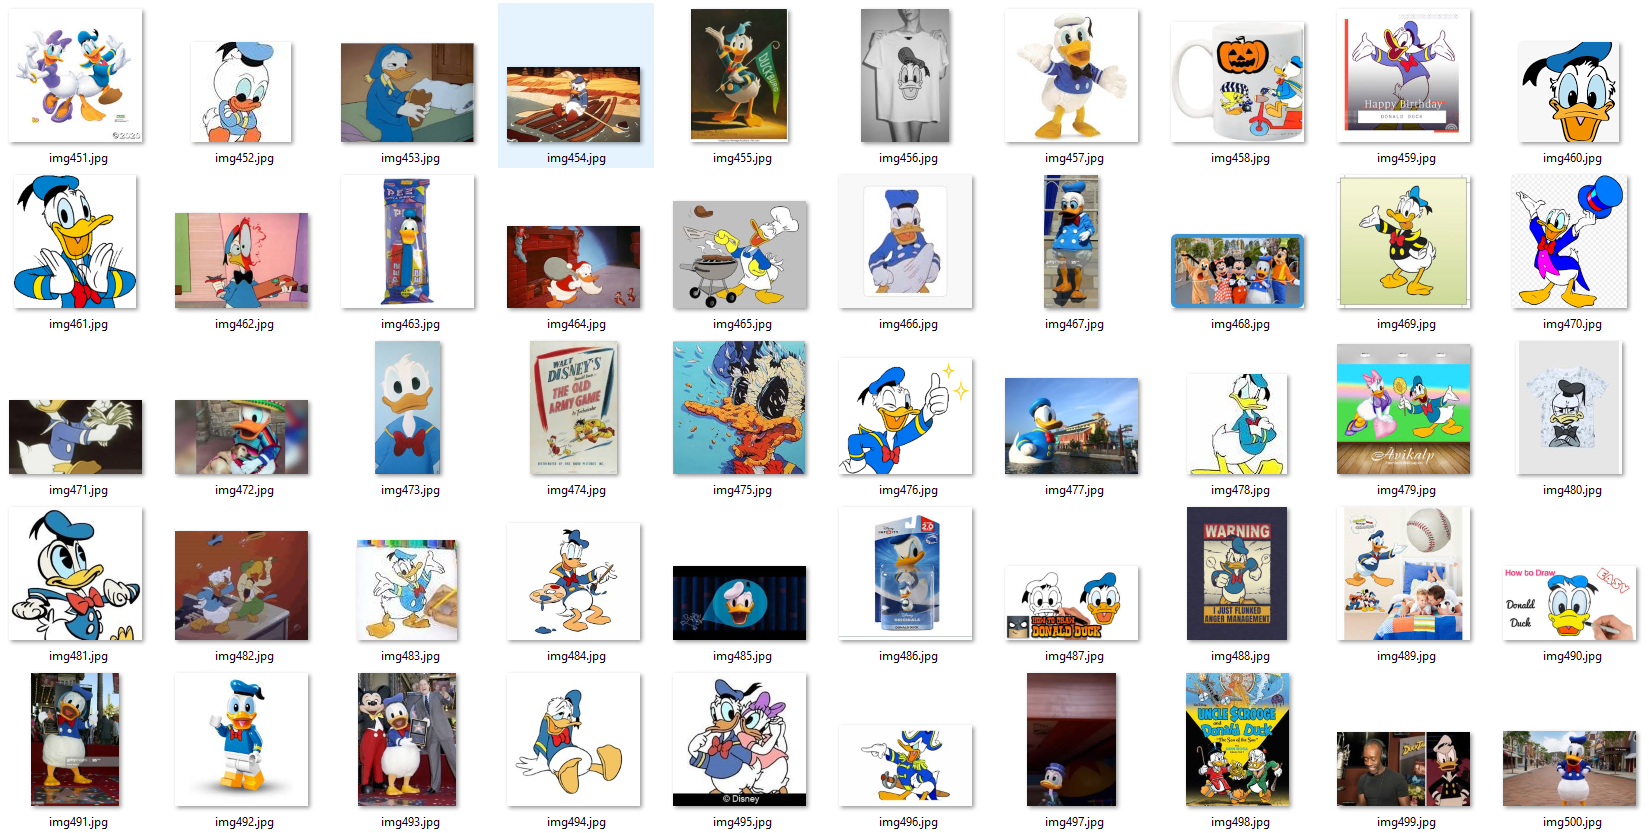 © 2020
DUCKBURG
Happy Birthday
DONALD DUCK
img451.jpg
img452.jpg
img453.jpg
img454.jpg
img455.jpg
img456.jpg
img457.jpg
img458.jpg
img459.jpg
img460.jpg
PEZ
img461.jpg
img462.jpg
img463.jpg
img464.jpg
img465.jpg
img466.jpg
img467.jpg
img468.jpg
img469.jpg
img470.jpg
WALT
DISNEY'S
THE OLD
ARMY GAME
Avikalp
img471.jpg
img472.jpg
img473.jpg
img474.jpg
img475.jpg
img476.jpg
img477.jpg
img478.jpg
img479.jpg
img480.jpg
2.0
WARNING
I JUST FLUNKED
ANGER MANAGEMENT
HOW TO DRAW
DONALD DUCK
How to Draw
EASY
Donald
Duck
img481.jpg
img482.jpg
img483.jpg
img484.jpg
img485.jpg
img486.jpg
img487.jpg
img488.jpg
img489.jpg
img490.jpg
© Disney
UNCLE $CROOGE
and
Donald Duck
"The Son of the Sun"
img491.jpg
img492.jpg
img493.jpg
img494.jpg
img495.jpg
img496.jpg
img497.jpg
img498.jpg
img499.jpg
img500.jpg